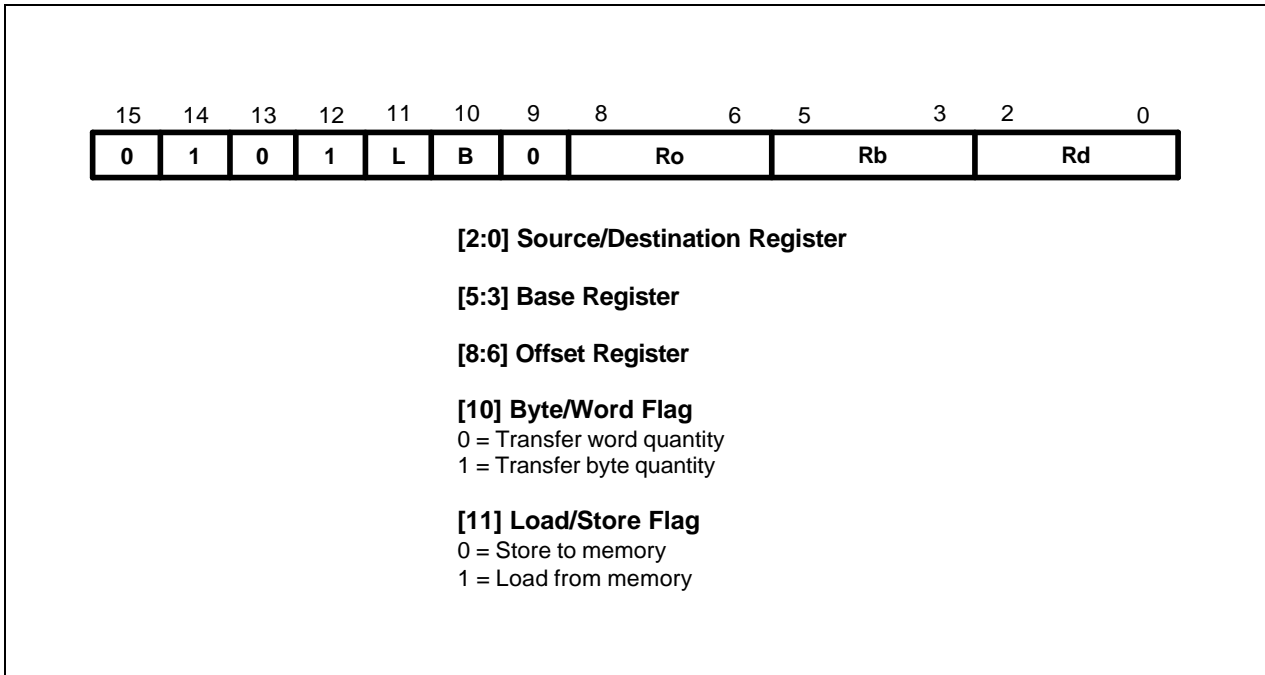 15 14 13 12 11 10 9 8 6 5 3 2 0
0 1 0 1 L B 0 Ro Rb Rd
[2:0] Source/Destination Register
[5:3] Base Register
[8:6] Offset Register
[10] Byte/Word Flag
0 = Transfer word quantity
1 = Transfer byte quantity
[11] Load/Store Flag
0 = Store to memory
1 = Load from memory